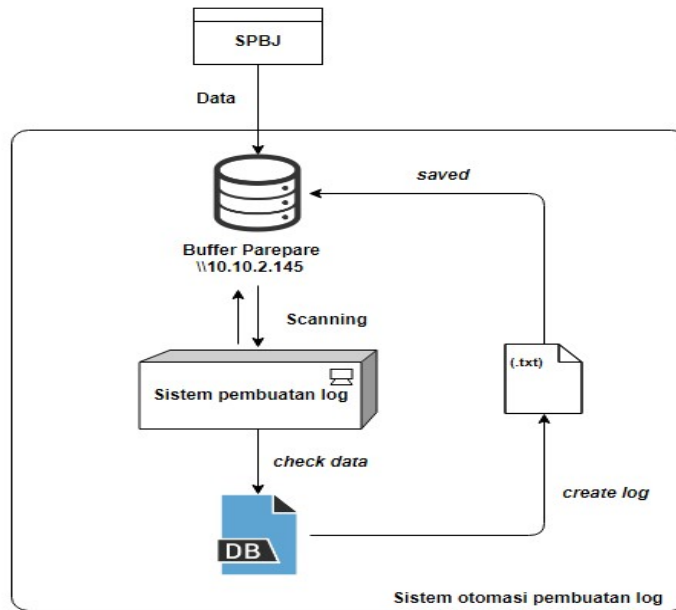 SPBJ
Data
saved
Buffer Parepare
\\10.10.2.145
Scanning
(.txt)
Sistem pembuatan log
check data
create log
DB
Sistem otomasi pembuatan log